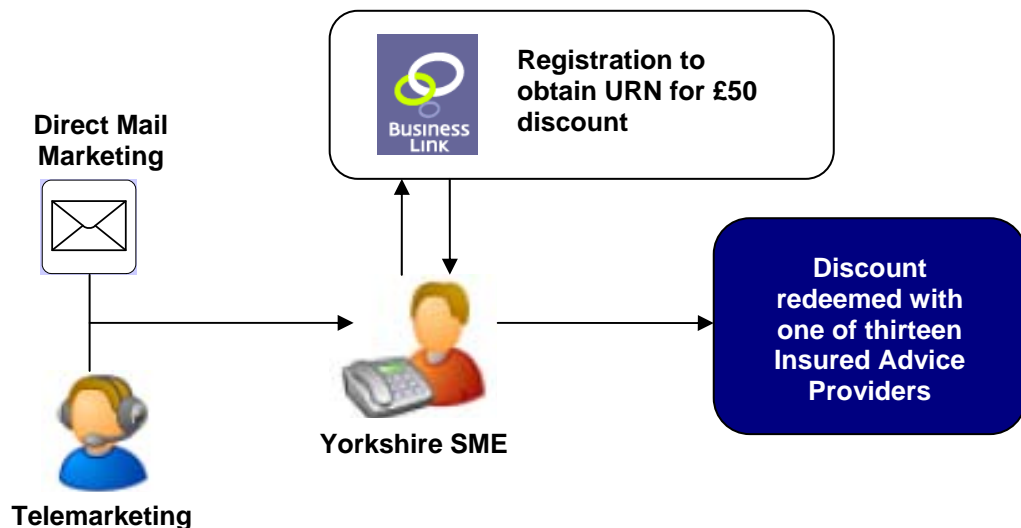 Registration to
obtain URN for £50
discount
Business
Link
Direct Mail
Marketing
Discount
redeemed with
one of thirteen
Insured Advice
Providers
Yorkshire SME
Telemarketing